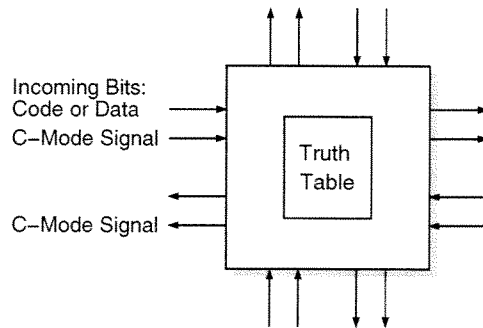 Incoming Bits:
Code or Data
C–Mode Signal
C–Mode Signal
Truth
Table